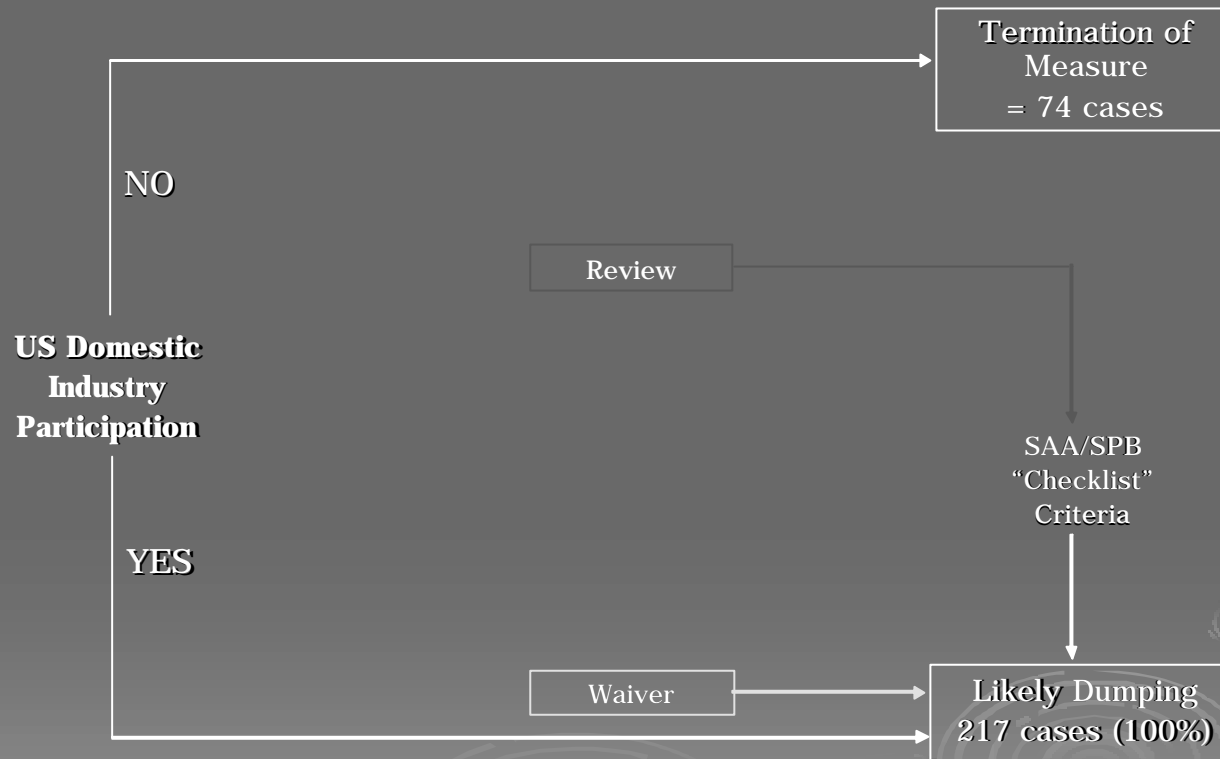 Termination of
Measure
= 74 cases
NO
Review
US Domestic
Industry
Participation
SAA/SPB
“Checklist”
Criteria
YES
Waiver
Likely Dumping
217 cases (100%)